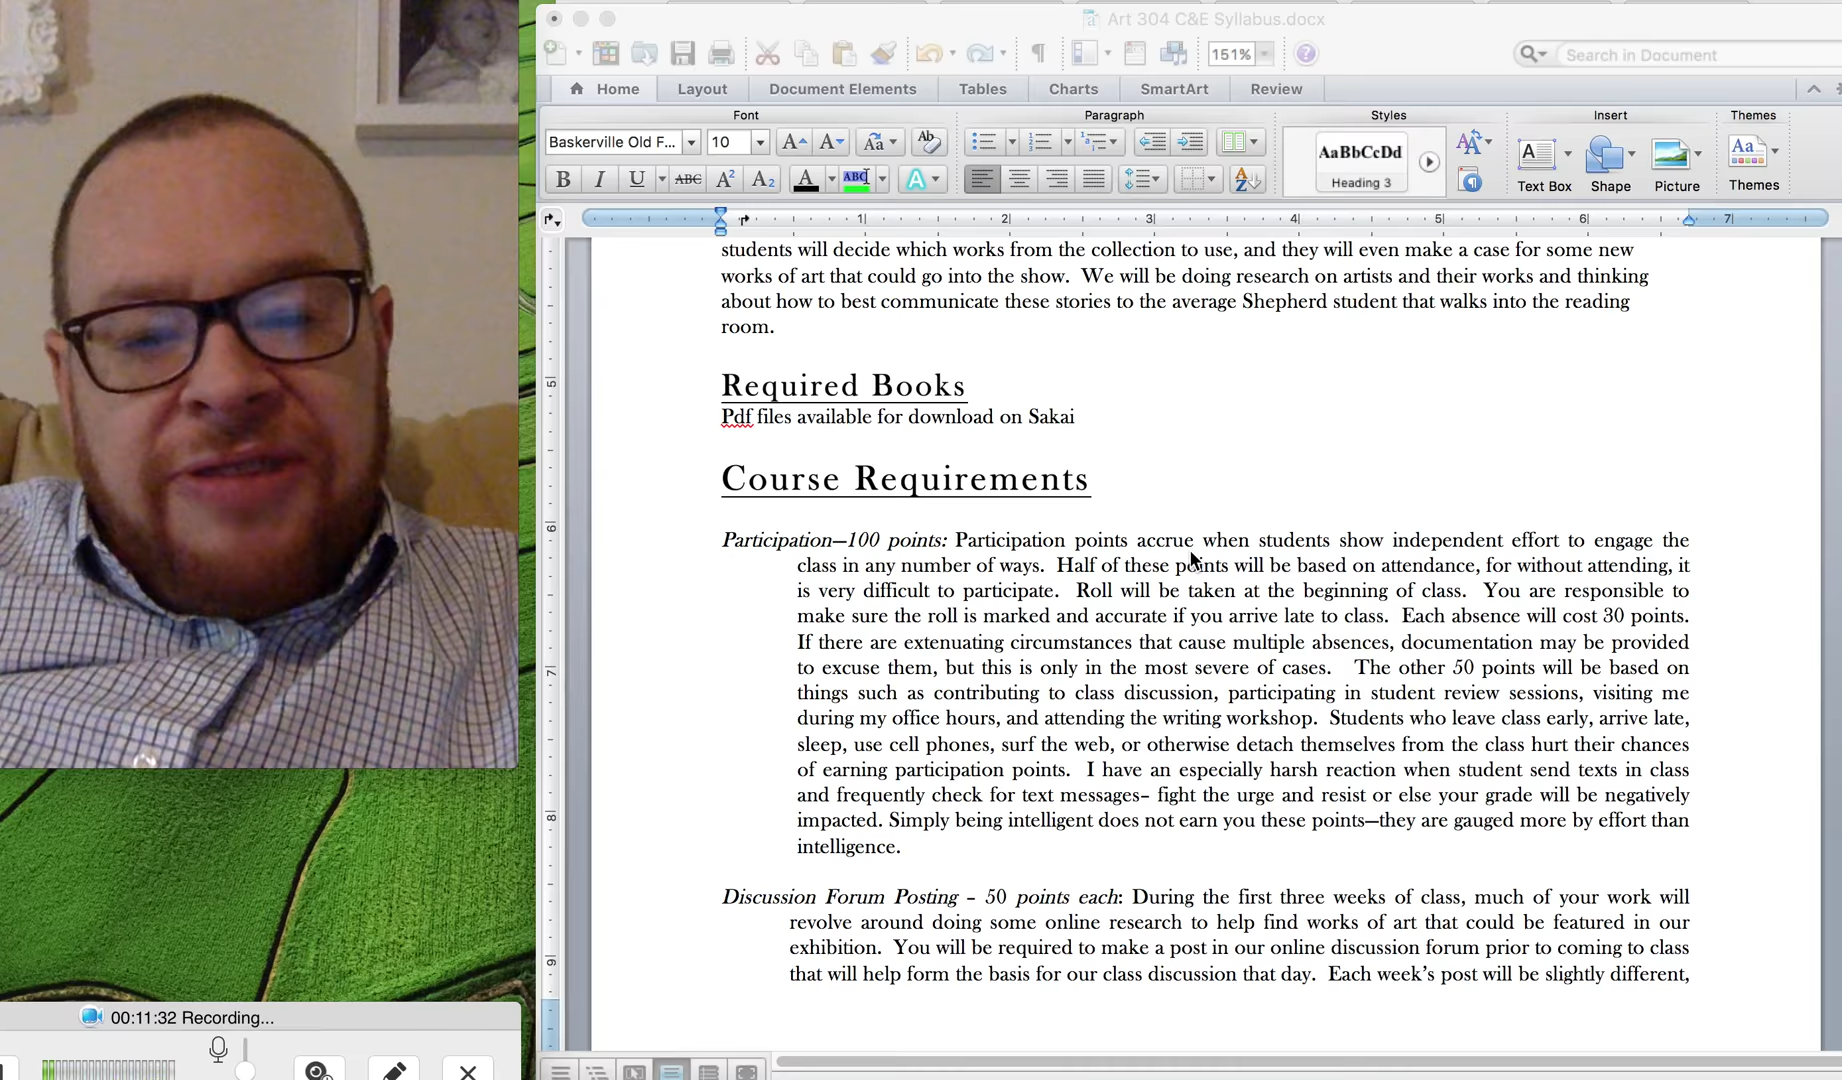 Art 304 C&E Syllabus.docx
151%
Search in Document
Home
Layout
Document Elements
Tables
Charts
SmartArt
Review
Font
Paragraph
Styles
Insert
Themes
Baskerville Old F...
10
A
A
Aa
Ab
AaBbCcDd
Heading 3
A
Aa
Text Box
Shape
Picture
Themes
B
I
U
ABC
A2
A2
A
ABC
A
A
Z
1
2
3
4
5
6
7
students will decide which works from the collection to use, and they will even make a case for some new
works of art that could go into the show. We will be doing research on artists and their works and thinking
about how to best communicate these stories to the average Shepherd student that walks into the reading
room.
Required Books
Pdf files available for download on Sakai
Course Requirements
Participation—100 points: Participation points accrue when students show independent effort to engage the
class in any number of ways. Half of these points will be based on attendance, for without attending, it
is very difficult to participate. Roll will be taken at the beginning of class. You are responsible to
make sure the roll is marked and accurate if you arrive late to class. Each absence will cost 30 points.
If there are extenuating circumstances that cause multiple absences, documentation may be provided
to excuse them, but this is only in the most severe of cases. The other 50 points will be based on
things such as contributing to class discussion, participating in student review sessions, visiting me
during my office hours, and attending the writing workshop. Students who leave class early, arrive late,
sleep, use cell phones, surf the web, or otherwise detach themselves from the class hurt their chances
of earning participation points. I have an especially harsh reaction when student send texts in class
and frequently check for text messages– fight the urge and resist or else your grade will be negatively
impacted. Simply being intelligent does not earn you these points—they are gauged more by effort than
intelligence.
Discussion Forum Posting – 50 points each: During the first three weeks of class, much of your work will
revolve around doing some online research to help find works of art that could be featured in our
exhibition. You will be required to make a post in our online discussion forum prior to coming to class
that will help form the basis for our class discussion that day. Each week's post will be slightly different,
5
6
7
8
9
00:11:32 Recording...